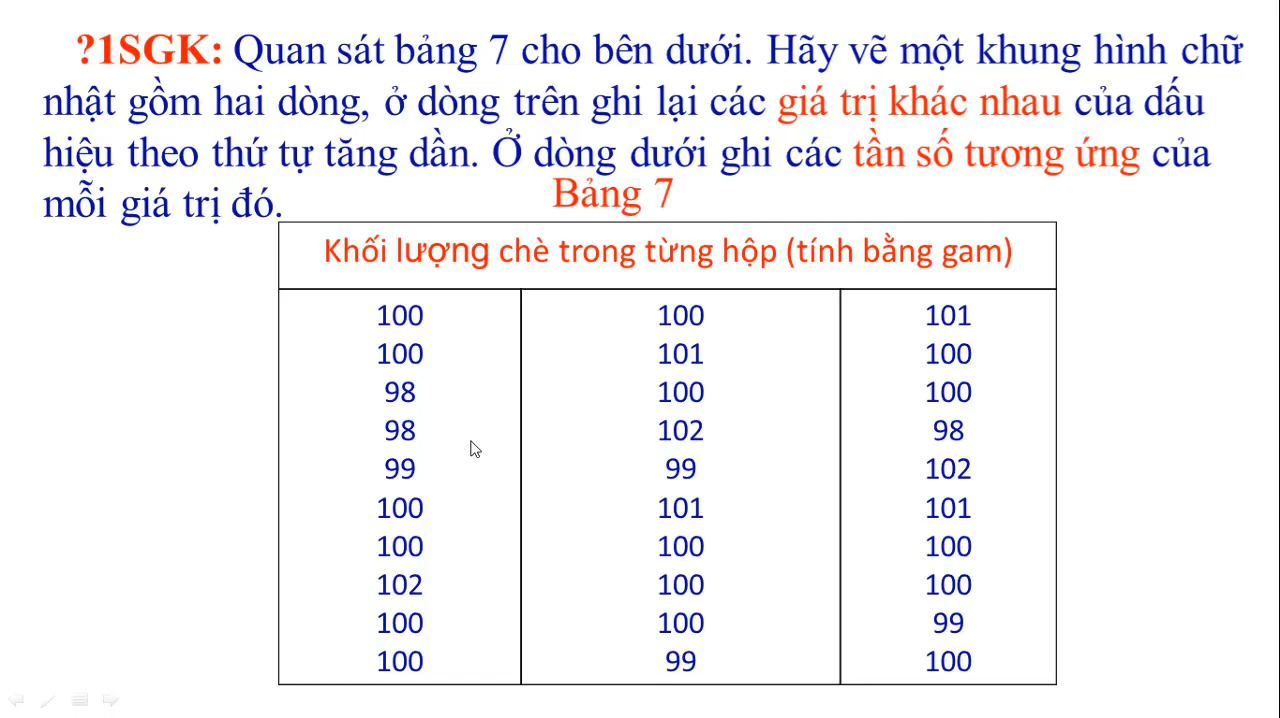 ?1SGK: Quan sát bảng 7 cho bên dưới. Hãy vẽ một khung hình chữ
nhật gồm hai dòng, ở dòng trên ghi lại các giá trị khác nhau của dấu
hiệu theo thứ tự tăng dần. Ở dòng dưới ghi các tần số tương ứng của
mỗi giá trị đó.
Bảng 7
Khối lượng chè trong từng hộp (tính bằng gam)
100 100 101
100 101 100
98 100 100
98 102 98
99 99 102
100 101 101
100 100 100
102 100 100
100 100 99
100 99 100